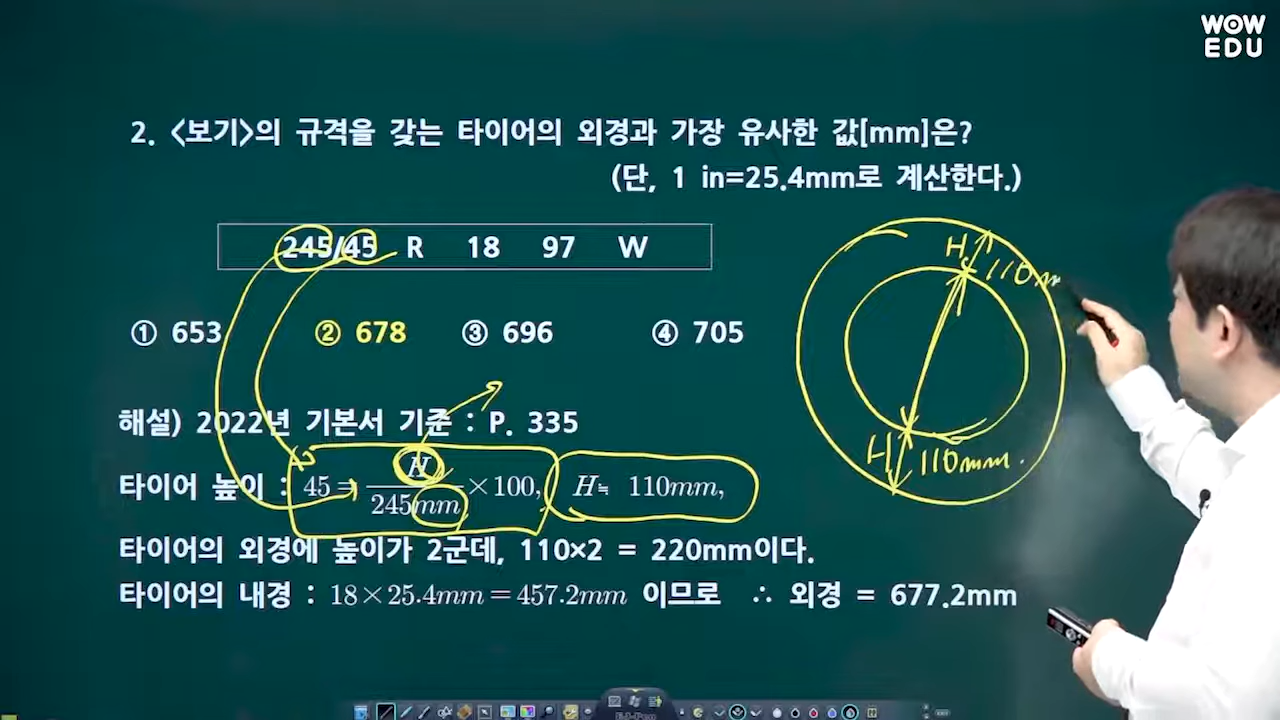 WOW
EDU
2. <보기>의 규격을 갖는 타이어의 외경과 가장 유사한 값[mm]은?
(단, 1 in=25.4mm로 계산한다.)
245/45 R 18 97 W
① 653 ② 678 ③ 696 ④ 705
H 110m
H 110mm.
해설) 2022년 기본서 기준 : P. 335
타이어 높이 : 45 = H/245mm ×100, H≒ 110mm,
타이어의 외경에 높이가 2군데, 110×2 = 220mm이다.
타이어의 내경 : 18×25.4mm=457.2mm 이므로 ∴ 외경 = 677.2mm